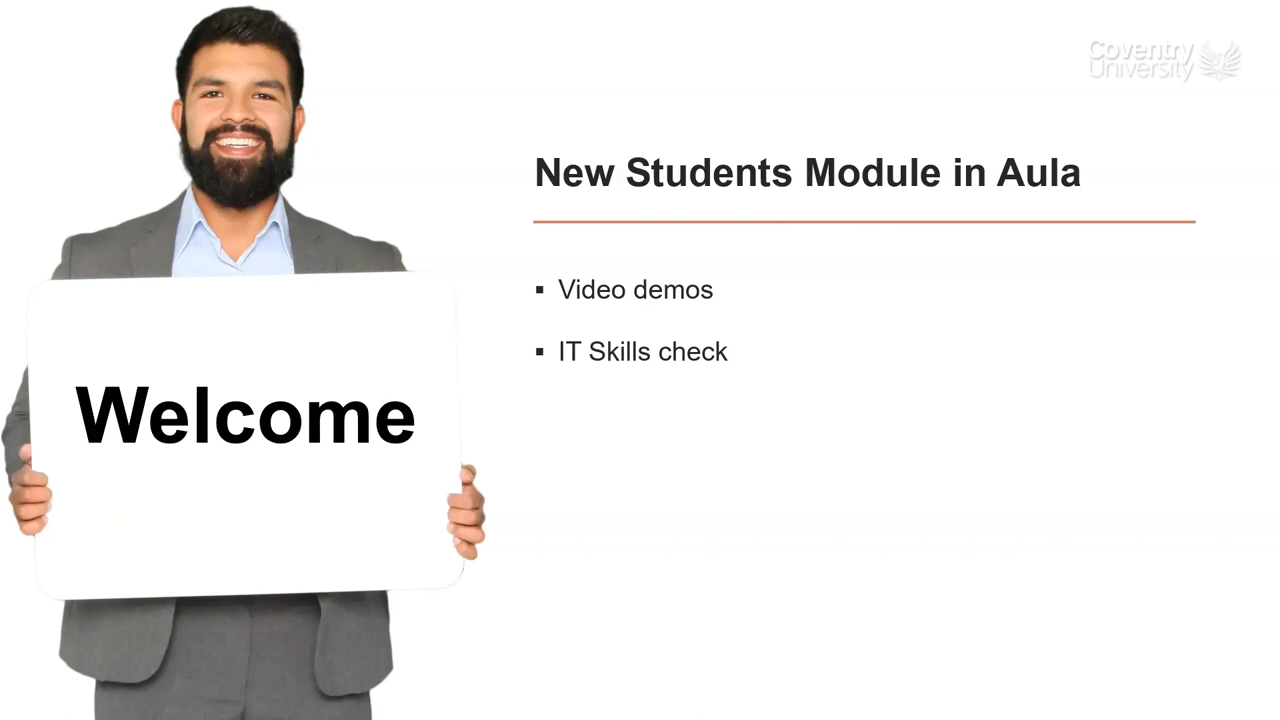 Coventry
University
New Students Module in Aula
▪ Video demos
▪ IT Skills check
Welcome